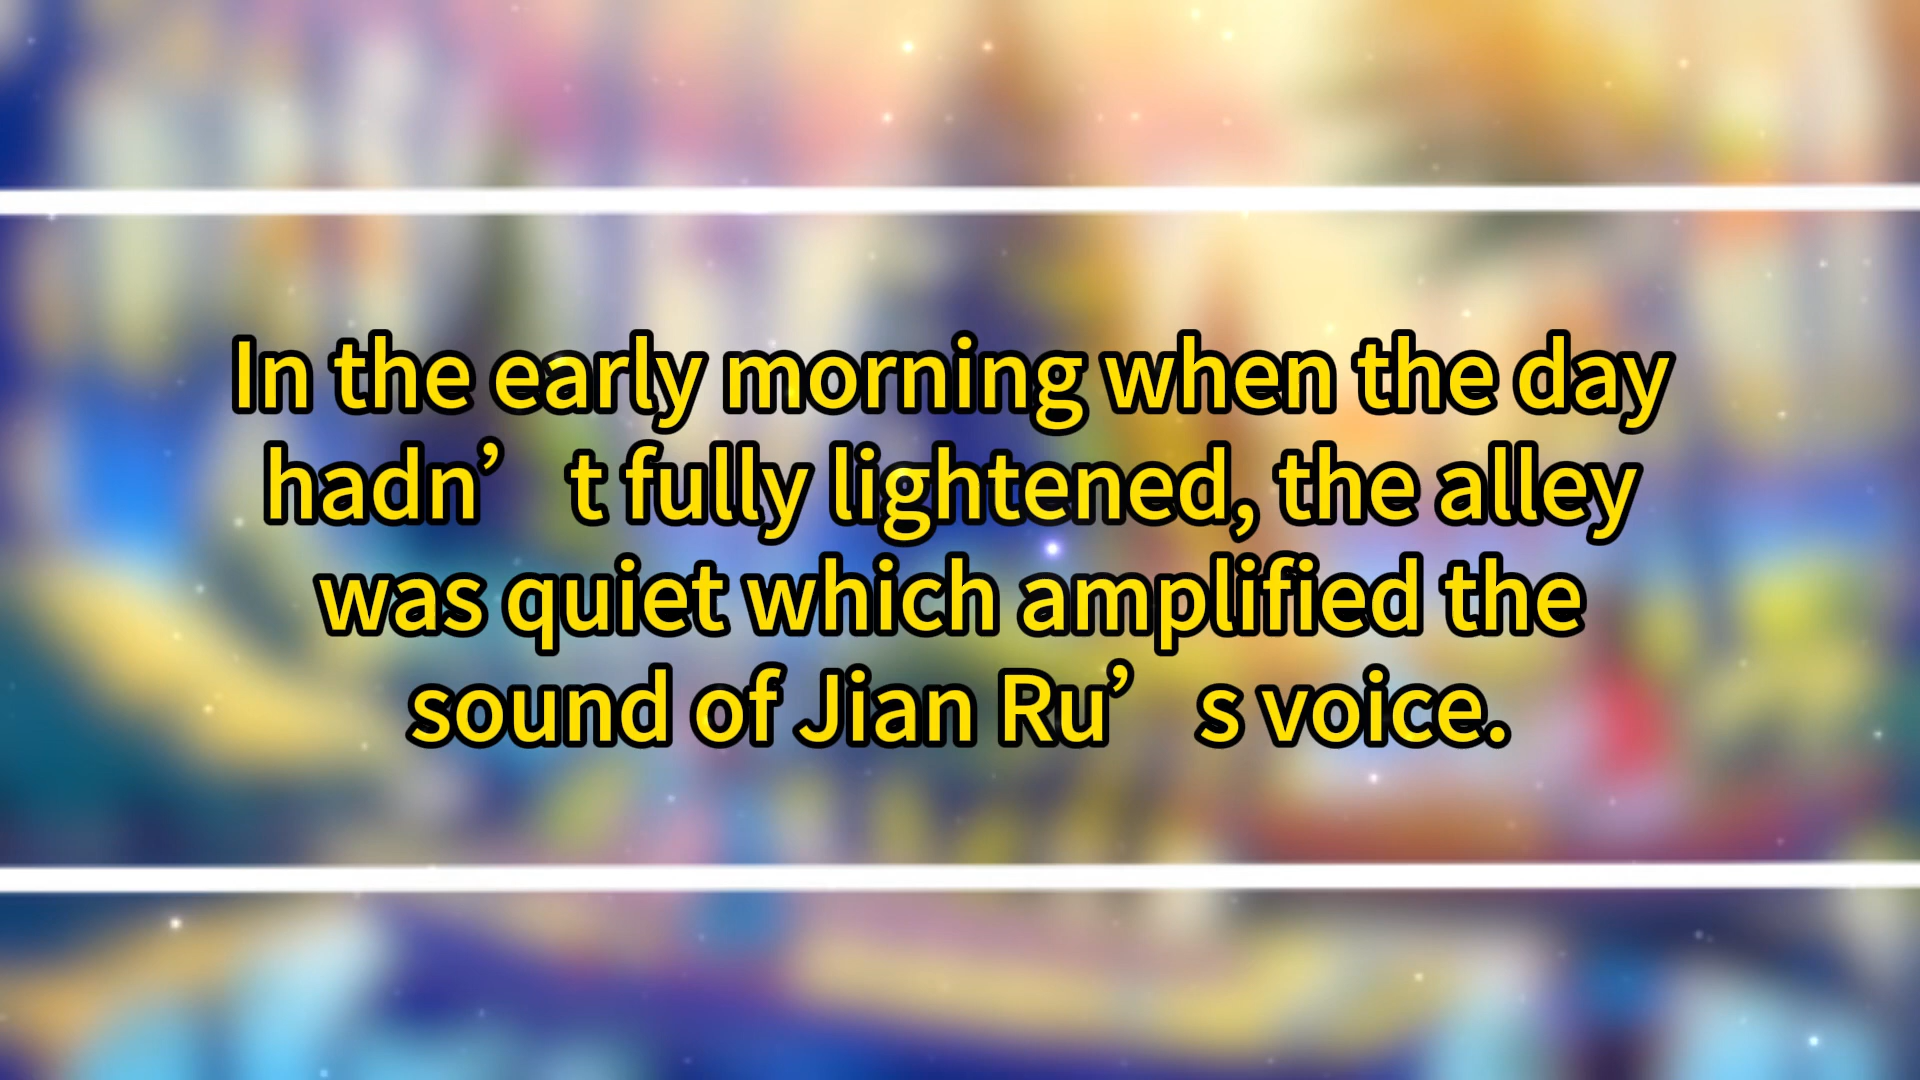 In the early morning when the day
hadn’t fully lightened, the alley
was quiet which amplified the
sound of Jian Ru’s voice.